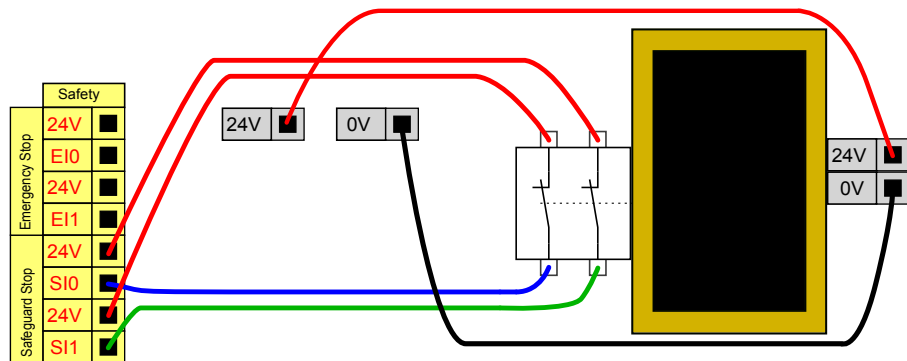 Safety
Emergency Stop
24V
EI0
24V
EI1
Safeguard Stop
24V
SI0
24V
SI1
24V
0V
24V
0V